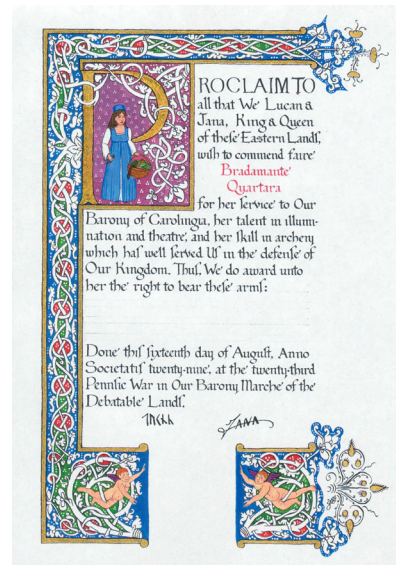 PROCLAIM TO
all that We Lucan &
Jana, King & Queen
of theſe Eastern Landſ,
wiſh to commend faire
Bradamante
Quartara
for her ſervice to Our
Barony of Carolingia, her talent in illumi-
nation and theatre, and her ſkill in archery
which haſ well ſerved Uſ in the defenſe of
Our Kingdom. Thuſ, We do award unto
her the right to bear theſe armſ:
Done thiſ ſixteenth day of Auguſt, Anno
Societatiſ twenty-nine, at the twenty-third
Pennſic War in Our Barony Marche of the
Debatable Landſ.
JANA